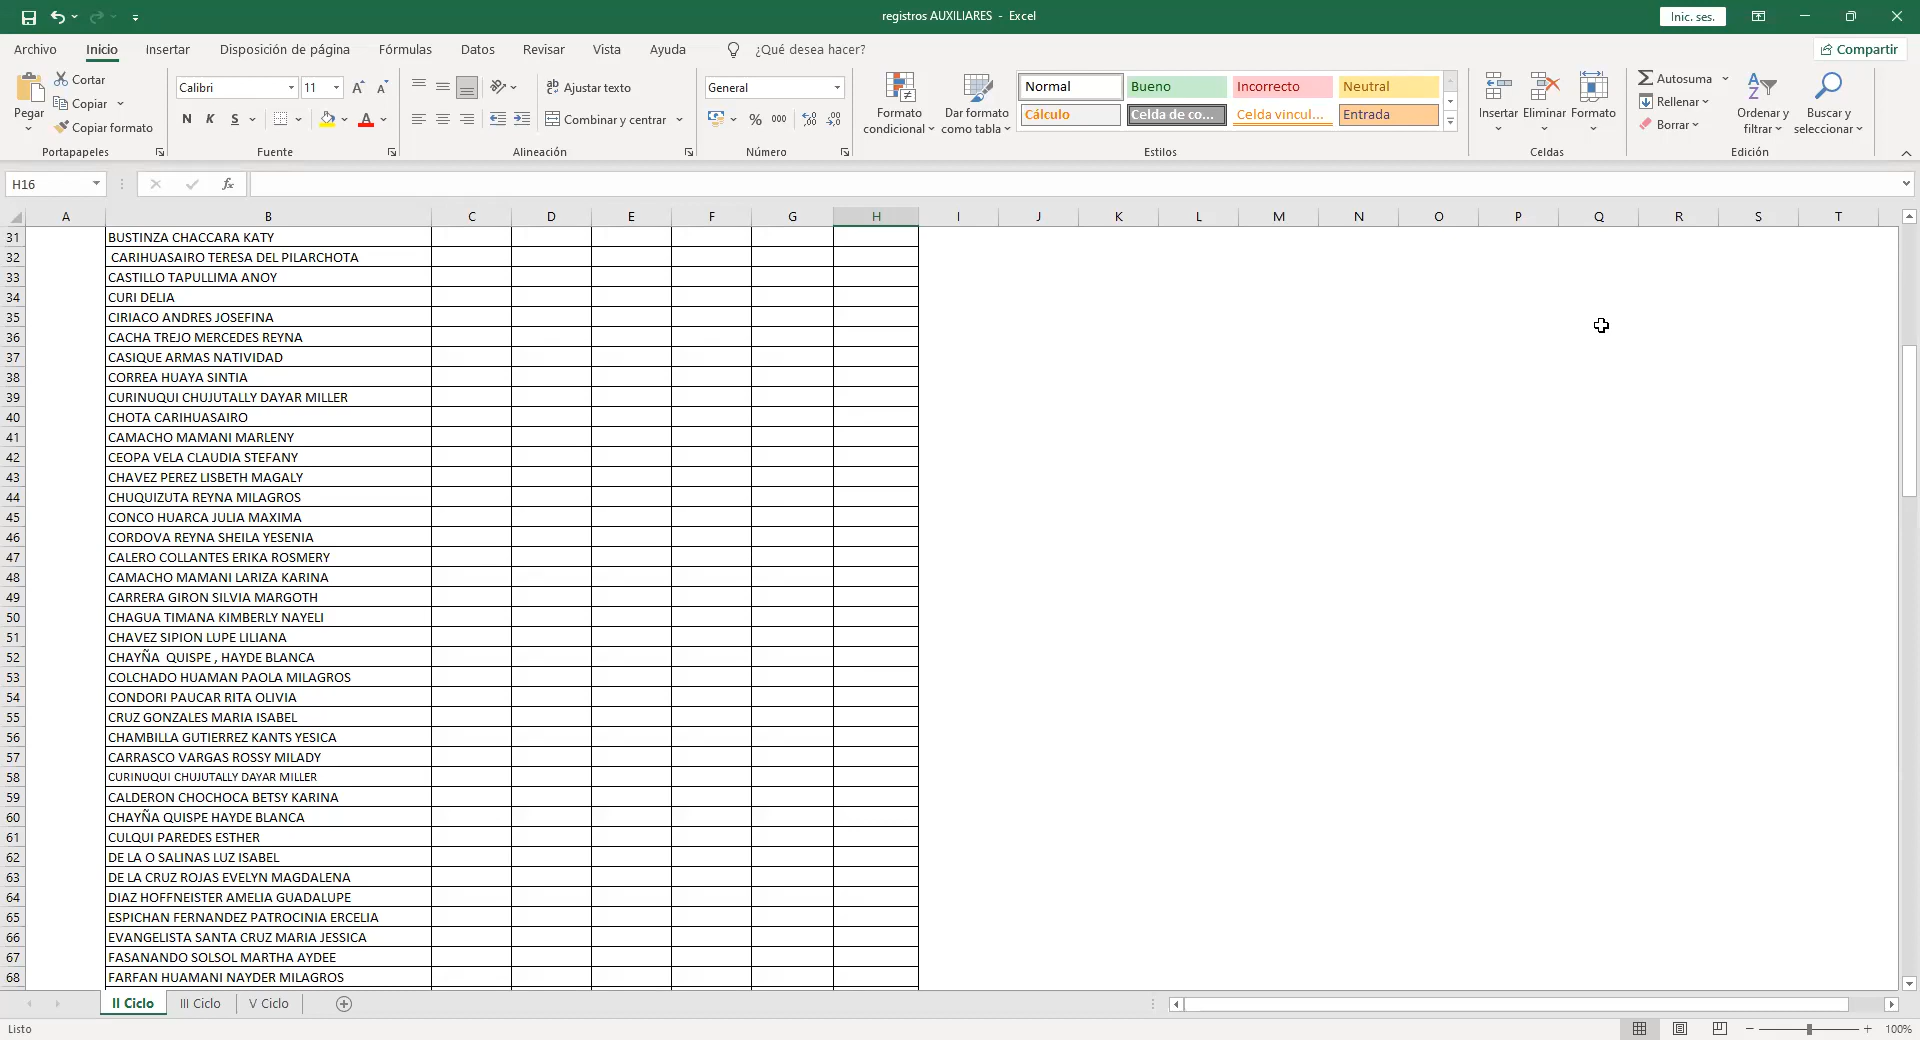 registros AUXILIARES - Excel
Inic. ses.
Archivo Inicio Insertar Disposición de página Fórmulas Datos Revisar Vista Ayuda ¿Qué desea hacer? Compartir
Pegar
Cortar
Copiar
Copiar formato
Portapapeles
Calibri 11
N K S
Fuente
Ajustar texto
Combinar y centrar
Alineación
General
% 000
Número
Formato condicional
Dar formato como tabla
Normal Bueno Incorrecto Neutral
Cálculo Celda de co... Celda vincul... Entrada
Estilos
Insertar Eliminar Formato
Celdas
Autosuma
Rellenar
Borrar
Ordenar y filtrar
Buscar y seleccionar
Edición
H16 fx
A B C D E F G H I J K L M N O P Q R S T
31 BUSTINZA CHACCARA KATY
32 CARIHUASAIRO TERESA DEL PILARCHOTA
33 CASTILLO TAPULLIMA ANOY
34 CURI DELIA
35 CIRIACO ANDRES JOSEFINA
36 CACHA TREJO MERCEDES REYNA
37 CASIQUE ARMAS NATIVIDAD
38 CORREA HUAYA SINTIA
39 CURINUQUI CHUJUTALLY DAYAR MILLER
40 CHOTA CARIHUASAIRO
41 CAMACHO MAMANI MARLENY
42 CEOPA VELA CLAUDIA STEFANY
43 CHAVEZ PEREZ LISBETH MAGALY
44 CHUQUIZUTA REYNA MILAGROS
45 CONCO HUARCA JULIA MAXIMA
46 CORDOVA REYNA SHEILA YESENIA
47 CALERO COLLANTES ERIKA ROSMERY
48 CAMACHO MAMANI LARIZA KARINA
49 CARRERA GIRON SILVIA MARGOTH
50 CHAGUA TIMANA KIMBERLY NAYELI
51 CHAVEZ SIPION LUPE LILIANA
52 CHAYÑA  QUISPE , HAYDE BLANCA
53 COLCHADO HUAMAN PAOLA MILAGROS
54 CONDORI PAUCAR RITA OLIVIA
55 CRUZ GONZALES MARIA ISABEL
56 CHAMBILLA GUTIERREZ KANTS YESICA
57 CARRASCO VARGAS ROSSY MILADY
58 CURINUQUI CHUJUTALLY DAYAR MILLER
59 CALDERON CHOCHOCA BETSY KARINA
60 CHAYÑA QUISPE HAYDE BLANCA
61 CULQUI PAREDES ESTHER
62 DE LA O SALINAS LUZ ISABEL
63 DE LA CRUZ ROJAS EVELYN MAGDALENA
64 DIAZ HOFFNEISTER AMELIA GUADALUPE
65 ESPICHAN FERNANDEZ PATROCINIA ERCELIA
66 EVANGELISTA SANTA CRUZ MARIA JESSICA
67 FASANANDO SOLSOL MARTHA AYDEE
68 FARFAN HUAMANI NAYDER MILAGROS
II Ciclo III Ciclo V Ciclo
Listo 100%